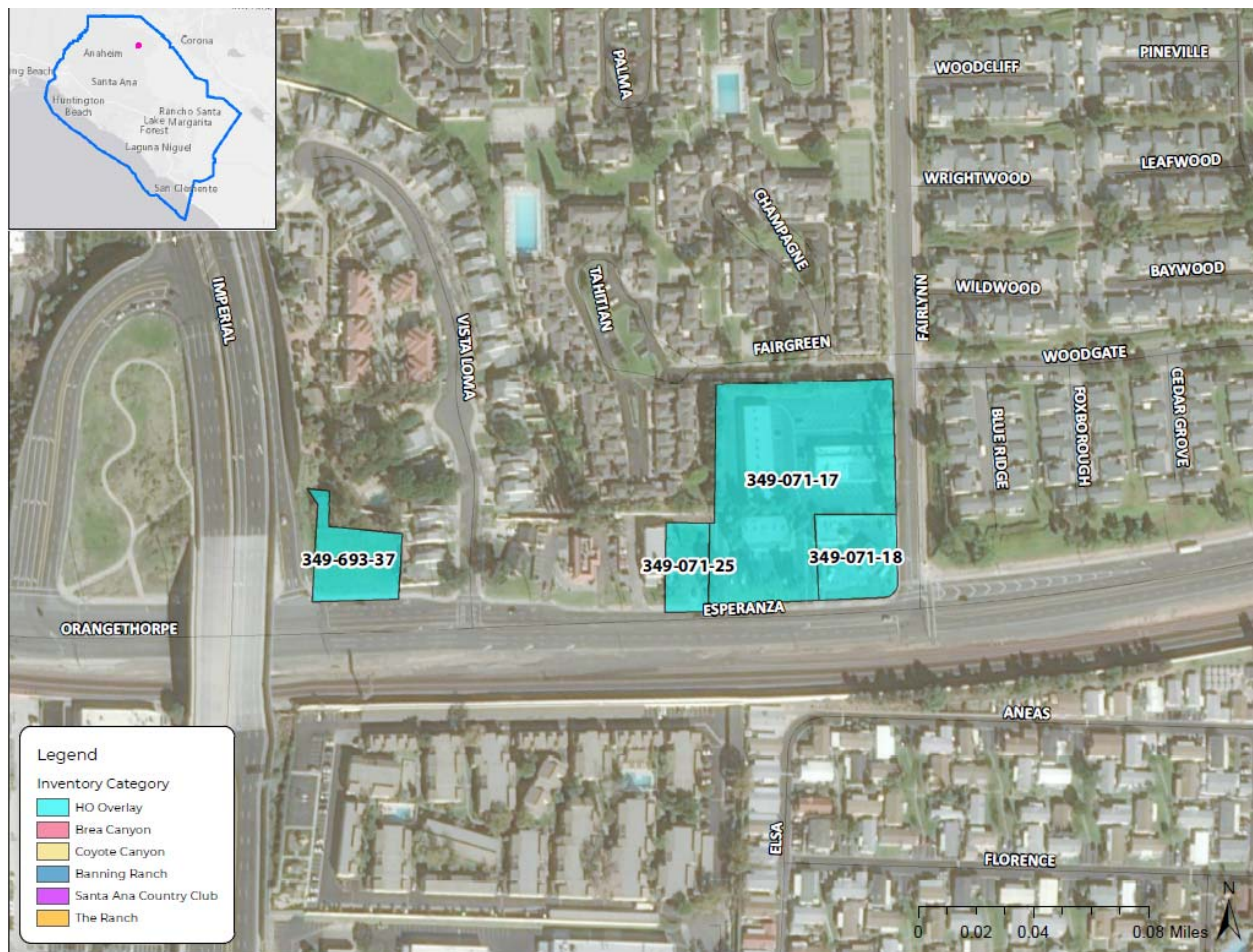 Anaheim
Corona
ng Beach
Santa Ana
Huntington
Beach
Rancho Santa
Lake Margarita
Forest
Laguna Niguel
San Clemente
PALMA
WOODCLIFF
PINEVILLE
WRIGHTWOOD
LEAFWOOD
CHAMPAGNE
IMPERIAL
VISTA LOMA
TAHITIAN
FAIRGREEN
FAIRLYNN
WILDWOOD
BAYWOOD
WOODGATE
BLUE RIDGE
FOXBOROUGH
CEDAR GROVE
349-071-17
349-693-37
349-071-25
349-071-18
ESPERANZA
ORANGETHORPE
ANEAS
ELSA
FLORENCE
Legend
Inventory Category
HO Overlay
Brea Canyon
Coyote Canyon
Banning Ranch
Santa Ana Country Club
The Ranch
N
0 0.02 0.04 0.08 Miles